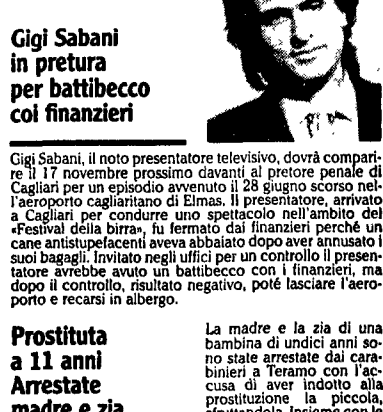 Gigi Sabani
in pretura
per battibecco
coi finanzieri
Gigi Sabani, il noto presentatore televisivo, dovrà compari-
re il 17 novembre prossimo davanti al pretore penale di
Cagliari per un episodio avvenuto il 28 giugno scorso nel-
l'aeroporto cagliaritano di Elmas. Il presentatore, arrivato
a Cagliari per condurre uno spettacolo nell'ambito del
«Festival della birra», fu fermato dai finanzieri perché un
cane antistupefacenti aveva abbaiato dopo aver annusato i
suoi bagagli. Invitato negli uffici per un controllo il presen-
tatore avrebbe avuto un battibecco con i finanzieri, ma
dopo il controllo, risultato negativo, poté lasciare l'aero-
porto e recarsi in albergo.
Prostituta
a 11 anni
Arrestate
madre e zia
La madre e la zia di una
bambina di undici anni so-
no state arrestate dai cara-
binieri a Teramo con l'ac-
cusa di aver indotto alla
prostituzione la piccola,
sfruttandola. Insieme con